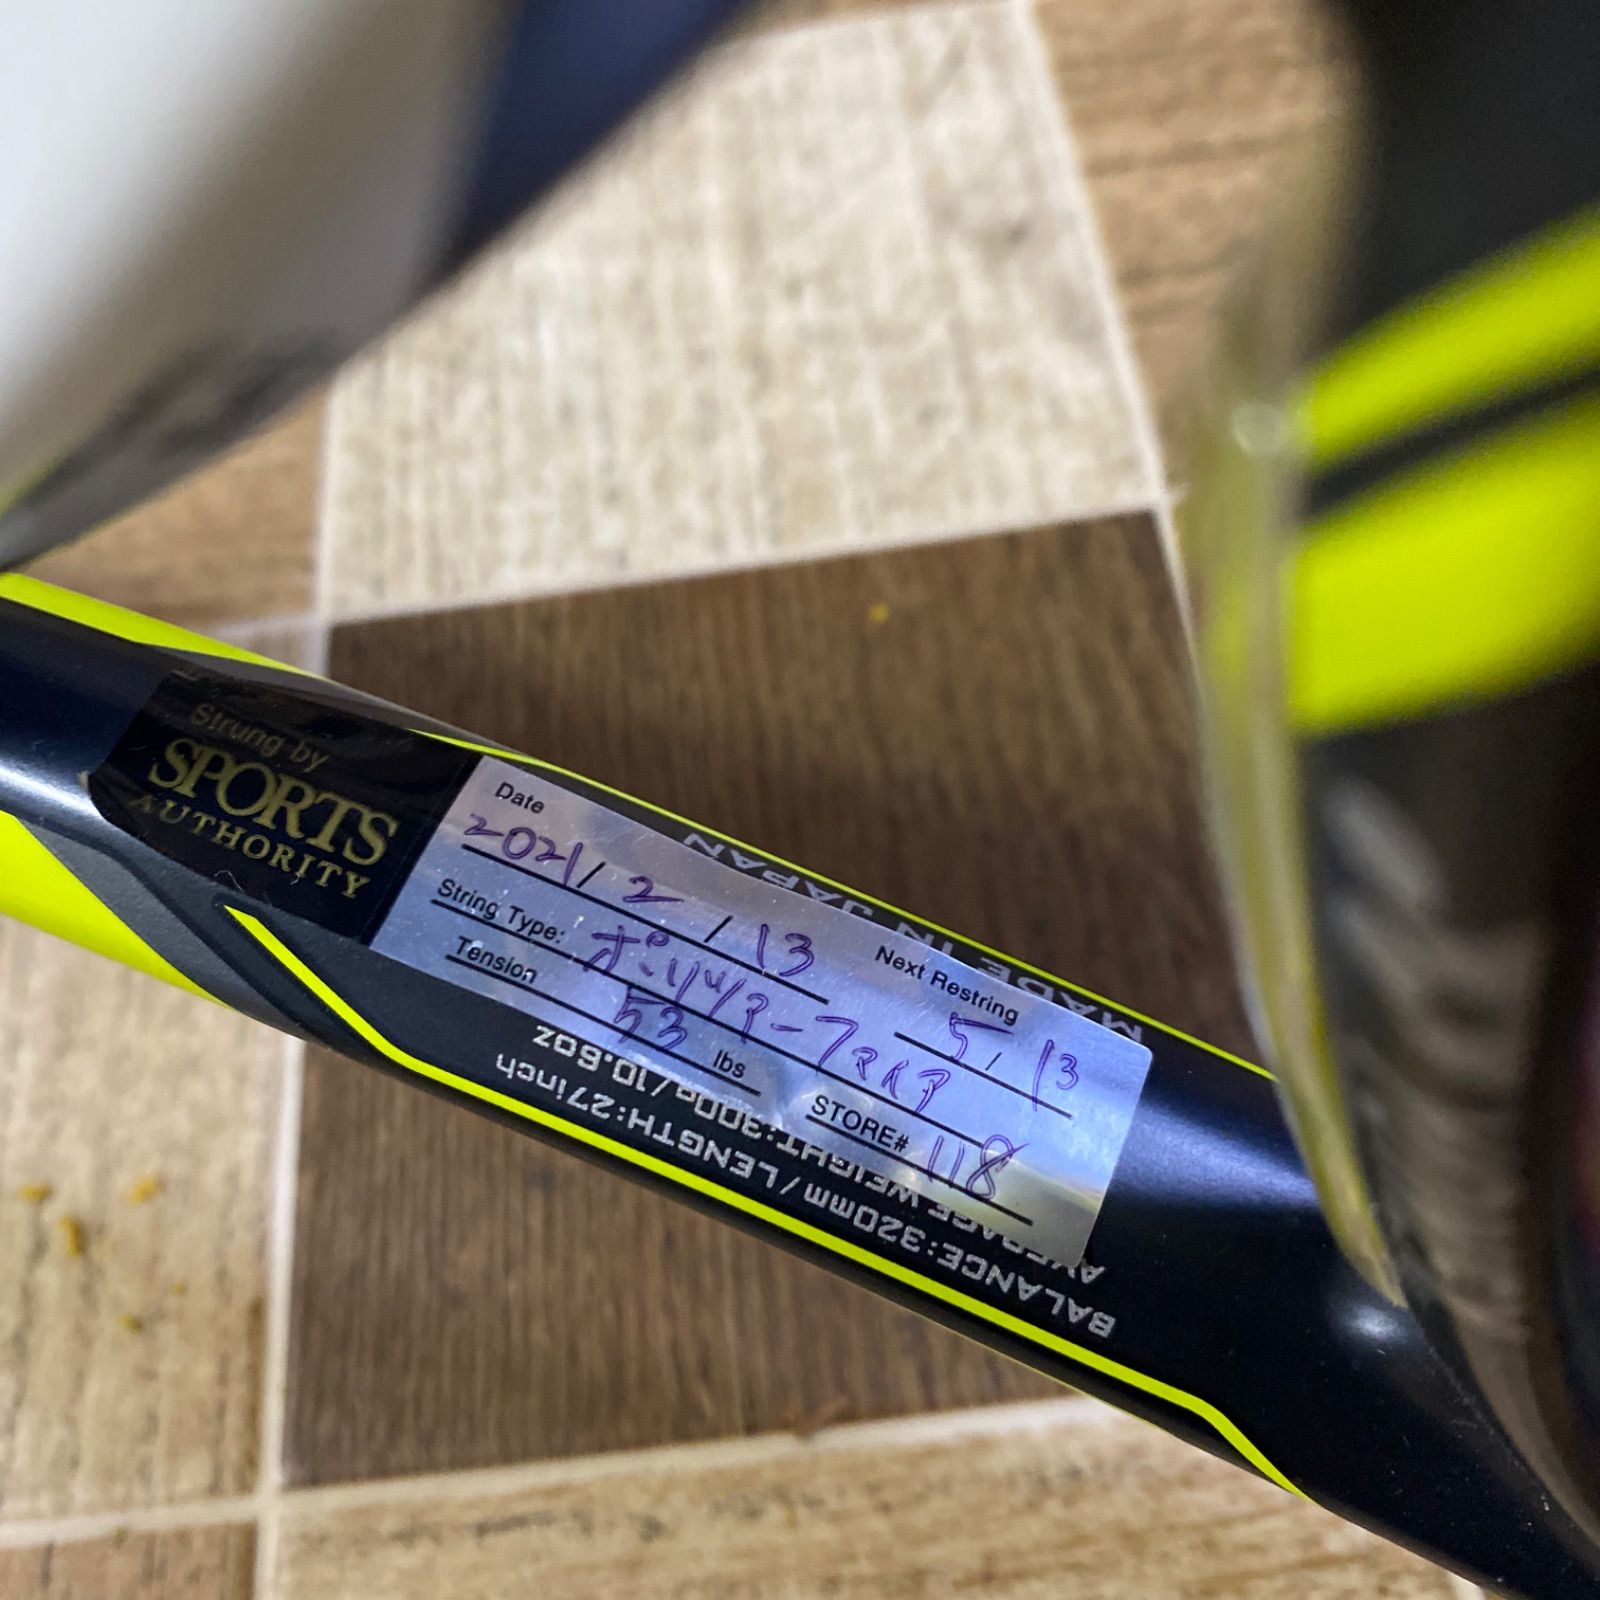 Strung by
SPORTS
AUTHORITY
Date
2021 / 2 / 13
Next Restring
5 / 13
String Type: ポリツアーファイア
Tension 53 lbs
STORE# 118
MADE IN JAPAN
BALANCE:320mm / LENGTH:27inch
AVERAGE WEIGHT:300g/10.6oz